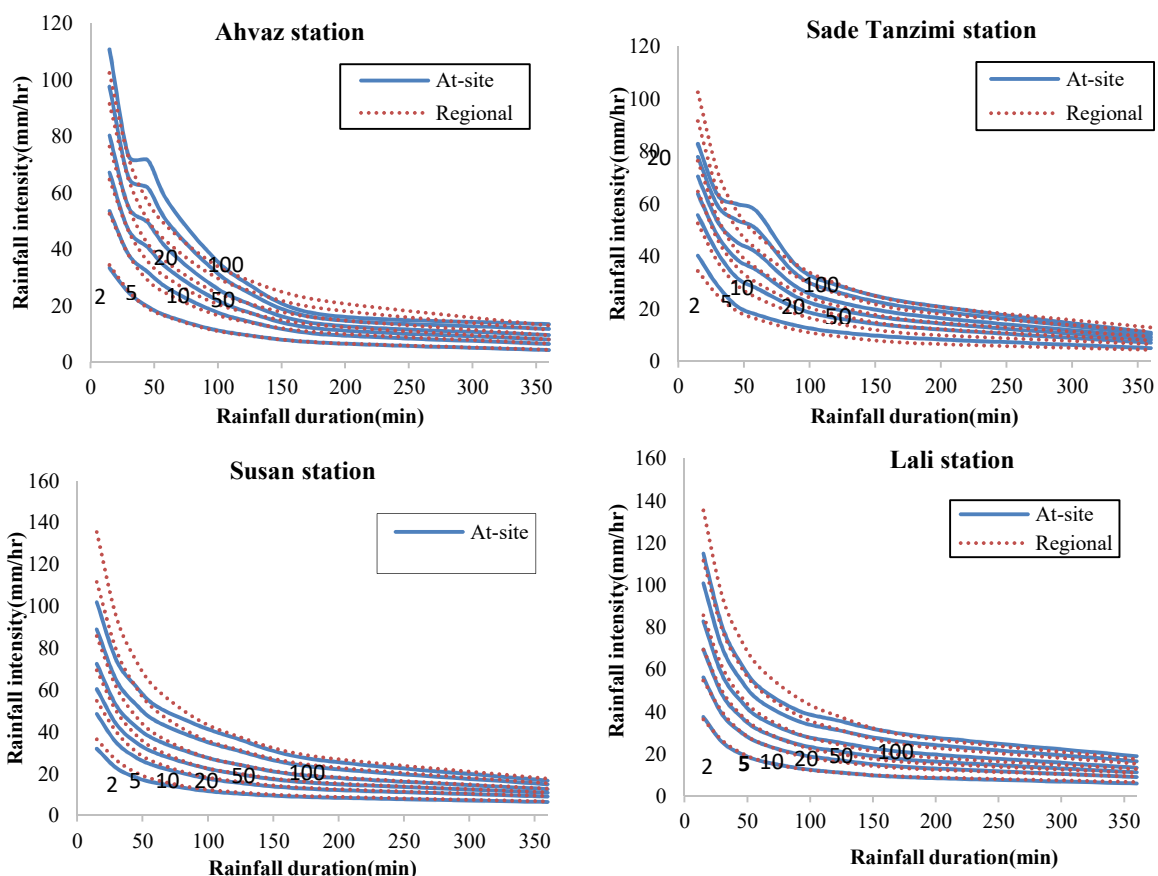 Ahvaz station
At-site
Regional
Rainfall intensity(mm/hr)
120
100
80
60
40
20
0
2
5
10
20
50
100
0 50 100 150 200 250 300 350
Rainfall duration(min)
Sade Tanzimi station
At-site
Regional
Rainfall intensity(mm/hr)
120
100
80
60
40
20
0
20
2
5
10
20
50
100
0 50 100 150 200 250 300 350
Rainfall duration(min)
Susan station
At-site
Rainfall intensity(mm/hr)
160
140
120
100
80
60
40
20
0
2 5 10 20 50 100
0 50 100 150 200 250 300 350
Rainfall duration(min)
Lali station
At-site
Regional
Rainfall intensity(mm/hr)
160
140
120
100
80
60
40
20
0
2 5 10 20 50 100
0 50 100 150 200 250 300 350
Rainfall duration(min)